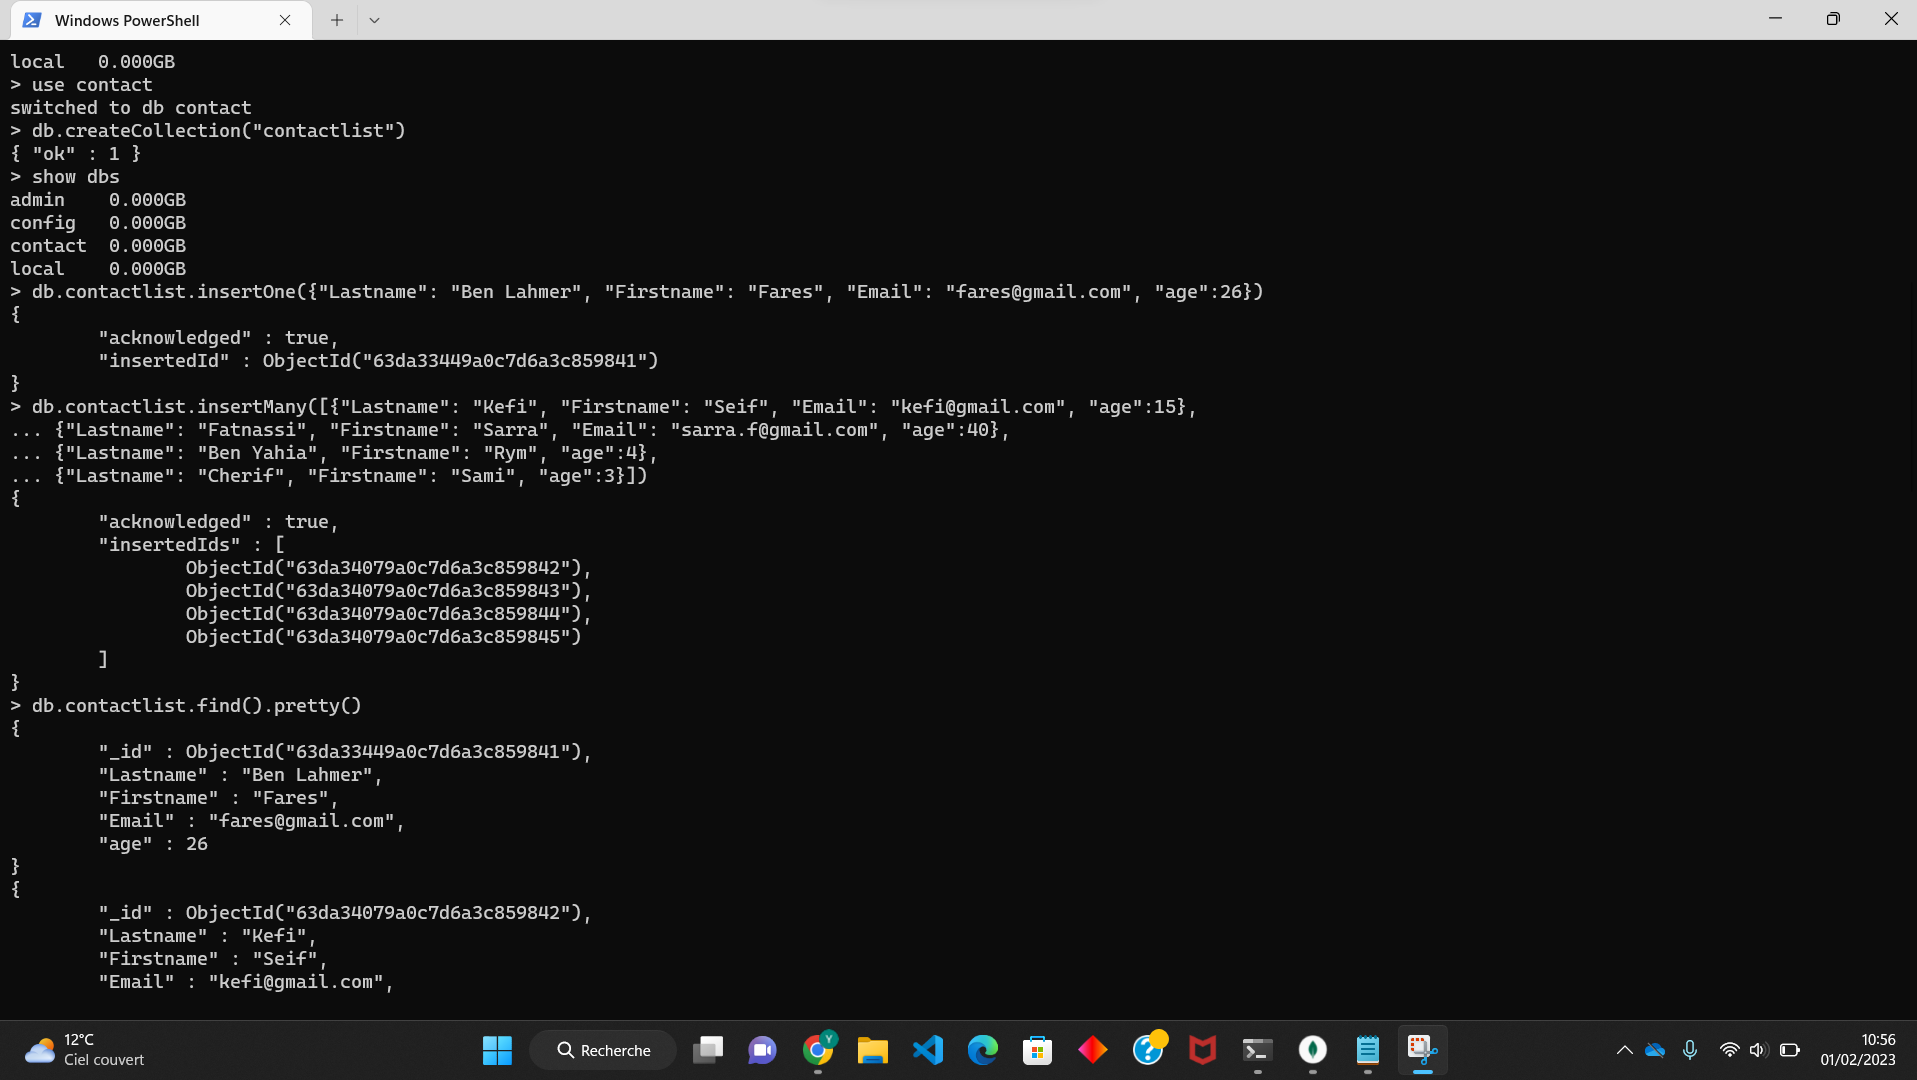 Windows PowerShell
local   0.000GB
> use contact
switched to db contact
> db.createCollection("contactlist")
{ "ok" : 1 }
> show dbs
admin    0.000GB
config   0.000GB
contact  0.000GB
local    0.000GB
> db.contactlist.insertOne({"Lastname": "Ben Lahmer", "Firstname": "Fares", "Email": "fares@gmail.com", "age":26})
{
        "acknowledged" : true,
        "insertedId" : ObjectId("63da33449a0c7d6a3c859841")
}
> db.contactlist.insertMany([{"Lastname": "Kefi", "Firstname": "Seif", "Email": "kefi@gmail.com", "age":15},
... {"Lastname": "Fatnassi", "Firstname": "Sarra", "Email": "sarra.f@gmail.com", "age":40},
... {"Lastname": "Ben Yahia", "Firstname": "Rym", "age":4},
... {"Lastname": "Cherif", "Firstname": "Sami", "age":3}])
{
        "acknowledged" : true,
        "insertedIds" : [
                ObjectId("63da34079a0c7d6a3c859842"),
                ObjectId("63da34079a0c7d6a3c859843"),
                ObjectId("63da34079a0c7d6a3c859844"),
                ObjectId("63da34079a0c7d6a3c859845")
        ]
}
> db.contactlist.find().pretty()
{
        "_id" : ObjectId("63da33449a0c7d6a3c859841"),
        "Lastname" : "Ben Lahmer",
        "Firstname" : "Fares",
        "Email" : "fares@gmail.com",
        "age" : 26
}
{
        "_id" : ObjectId("63da34079a0c7d6a3c859842"),
        "Lastname" : "Kefi",
        "Firstname" : "Seif",
        "Email" : "kefi@gmail.com",
12°C
Ciel couvert
Recherche
Y
10:56
01/02/2023